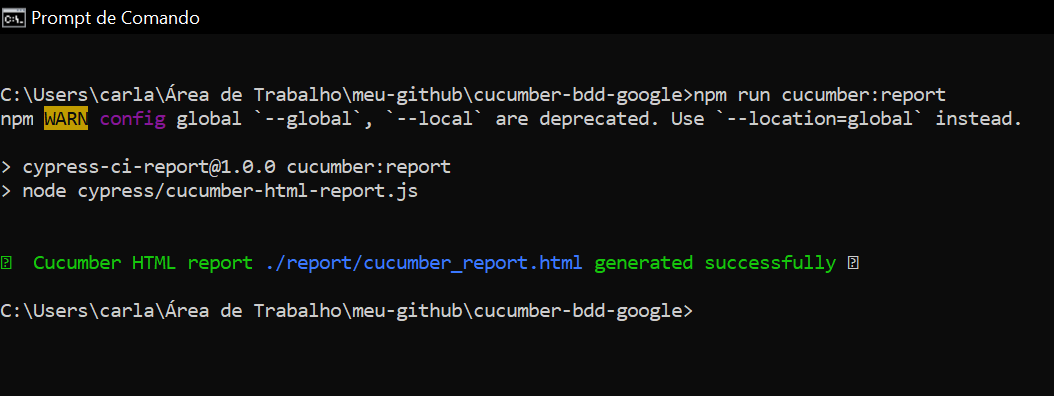 Prompt de Comando
C:\Users\carla\Área de Trabalho\meu-github\cucumber-bdd-google>npm run cucumber:report
npm WARN config global `--global`, `--local` are deprecated. Use `--location=global` instead.
> cypress-ci-report@1.0.0 cucumber:report
> node cypress/cucumber-html-report.js
⍰  Cucumber HTML report ./report/cucumber_report.html generated successfully ⍰
C:\Users\carla\Área de Trabalho\meu-github\cucumber-bdd-google>